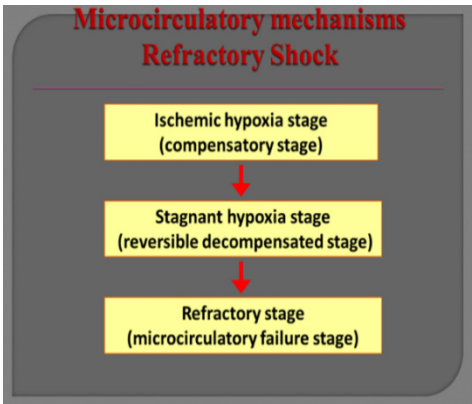 Microcirculatory mechanisms
Refractory Shock
Ischemic hypoxia stage
(compensatory stage)
Stagnant hypoxia stage
(reversible decompensated stage)
Refractory stage
(microcirculatory failure stage)